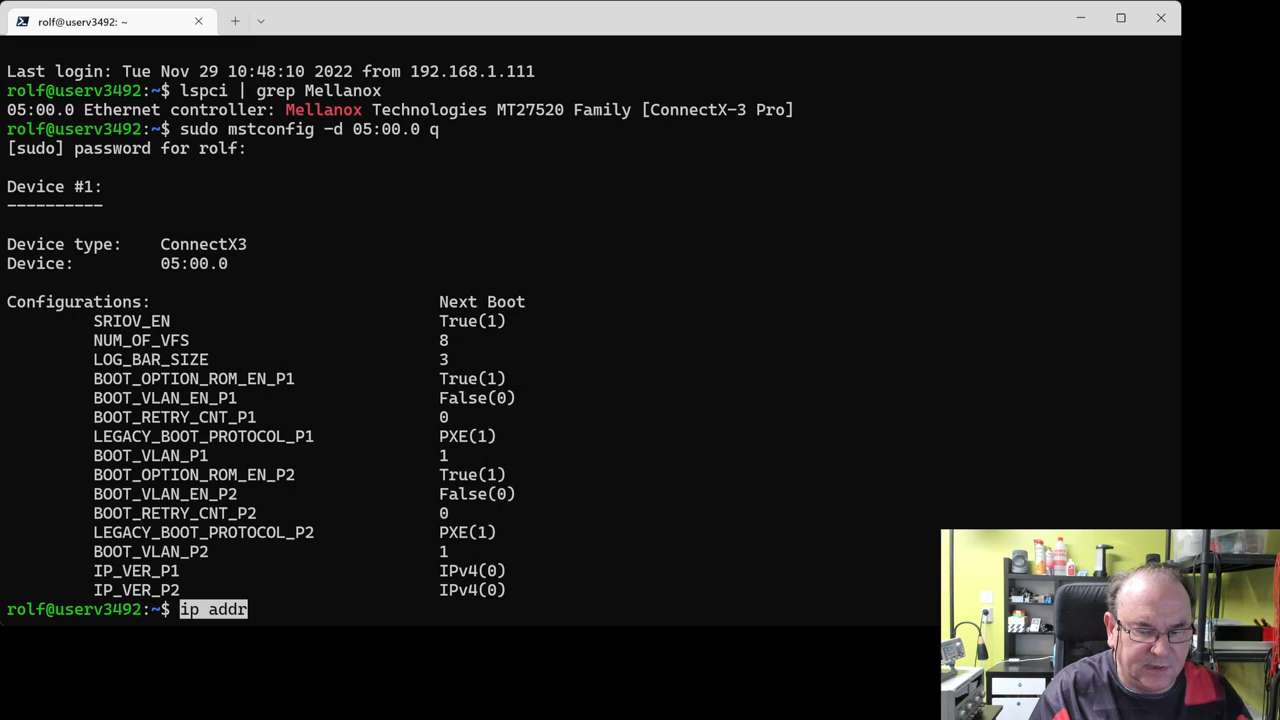 rolf@userv3492: ~
Last login: Tue Nov 29 10:48:10 2022 from 192.168.1.111
rolf@userv3492:~$ lspci | grep Mellanox
05:00.0 Ethernet controller: Mellanox Technologies MT27520 Family [ConnectX-3 Pro]
rolf@userv3492:~$ sudo mstconfig -d 05:00.0 q
[sudo] password for rolf:
Device #1:
----------
Device type: ConnectX3
Device: 05:00.0
Configurations: Next Boot
SRIOV_EN True(1)
NUM_OF_VFS 8
LOG_BAR_SIZE 3
BOOT_OPTION_ROM_EN_P1 True(1)
BOOT_VLAN_EN_P1 False(0)
BOOT_RETRY_CNT_P1 0
LEGACY_BOOT_PROTOCOL_P1 PXE(1)
BOOT_VLAN_P1 1
BOOT_OPTION_ROM_EN_P2 True(1)
BOOT_VLAN_EN_P2 False(0)
BOOT_RETRY_CNT_P2 0
LEGACY_BOOT_PROTOCOL_P2 PXE(1)
BOOT_VLAN_P2 1
IP_VER_P1 IPv4(0)
IP_VER_P2 IPv4(0)
rolf@userv3492:~$ ip addr